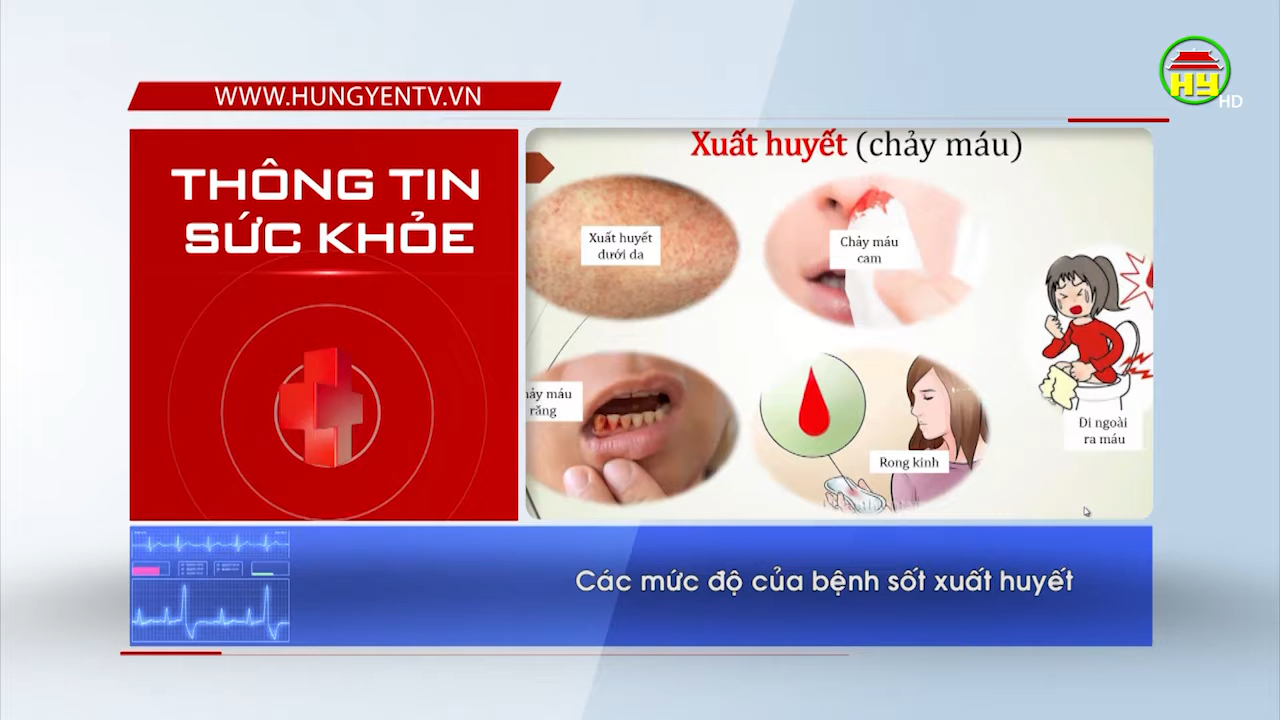 WWW.HUNGYENTV.VN
HY
HD
THÔNG TIN
SỨC KHỎE
Xuất huyết (chảy máu)
Xuất huyết
dưới da
Chảy máu
cam
máu
răng
Rong kinh
Đi ngoài
ra máu
Các mức độ của bệnh sốt xuất huyết